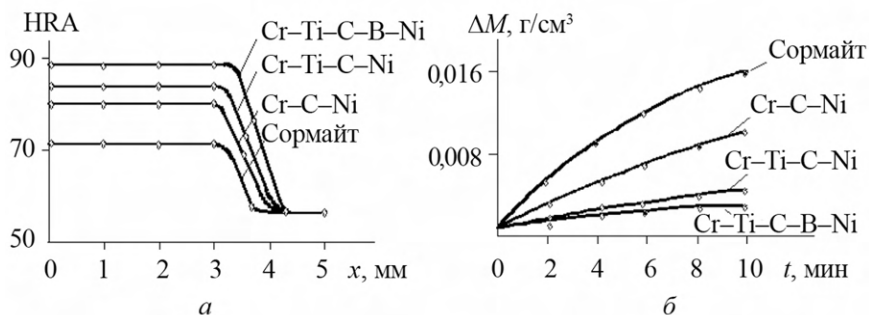 HRA
90
70
50
0 1 2 3 4 5 x, мм
Cr–Ti–C–B–Ni
Cr–Ti–C–Ni
Cr–C–Ni
Сормайт
а
ΔM, г/см³
0,016
0,008
0 2 4 6 8 10 t, мин
Сормайт
Cr–C–Ni
Cr–Ti–C–Ni
Cr–Ti–C–B–Ni
б